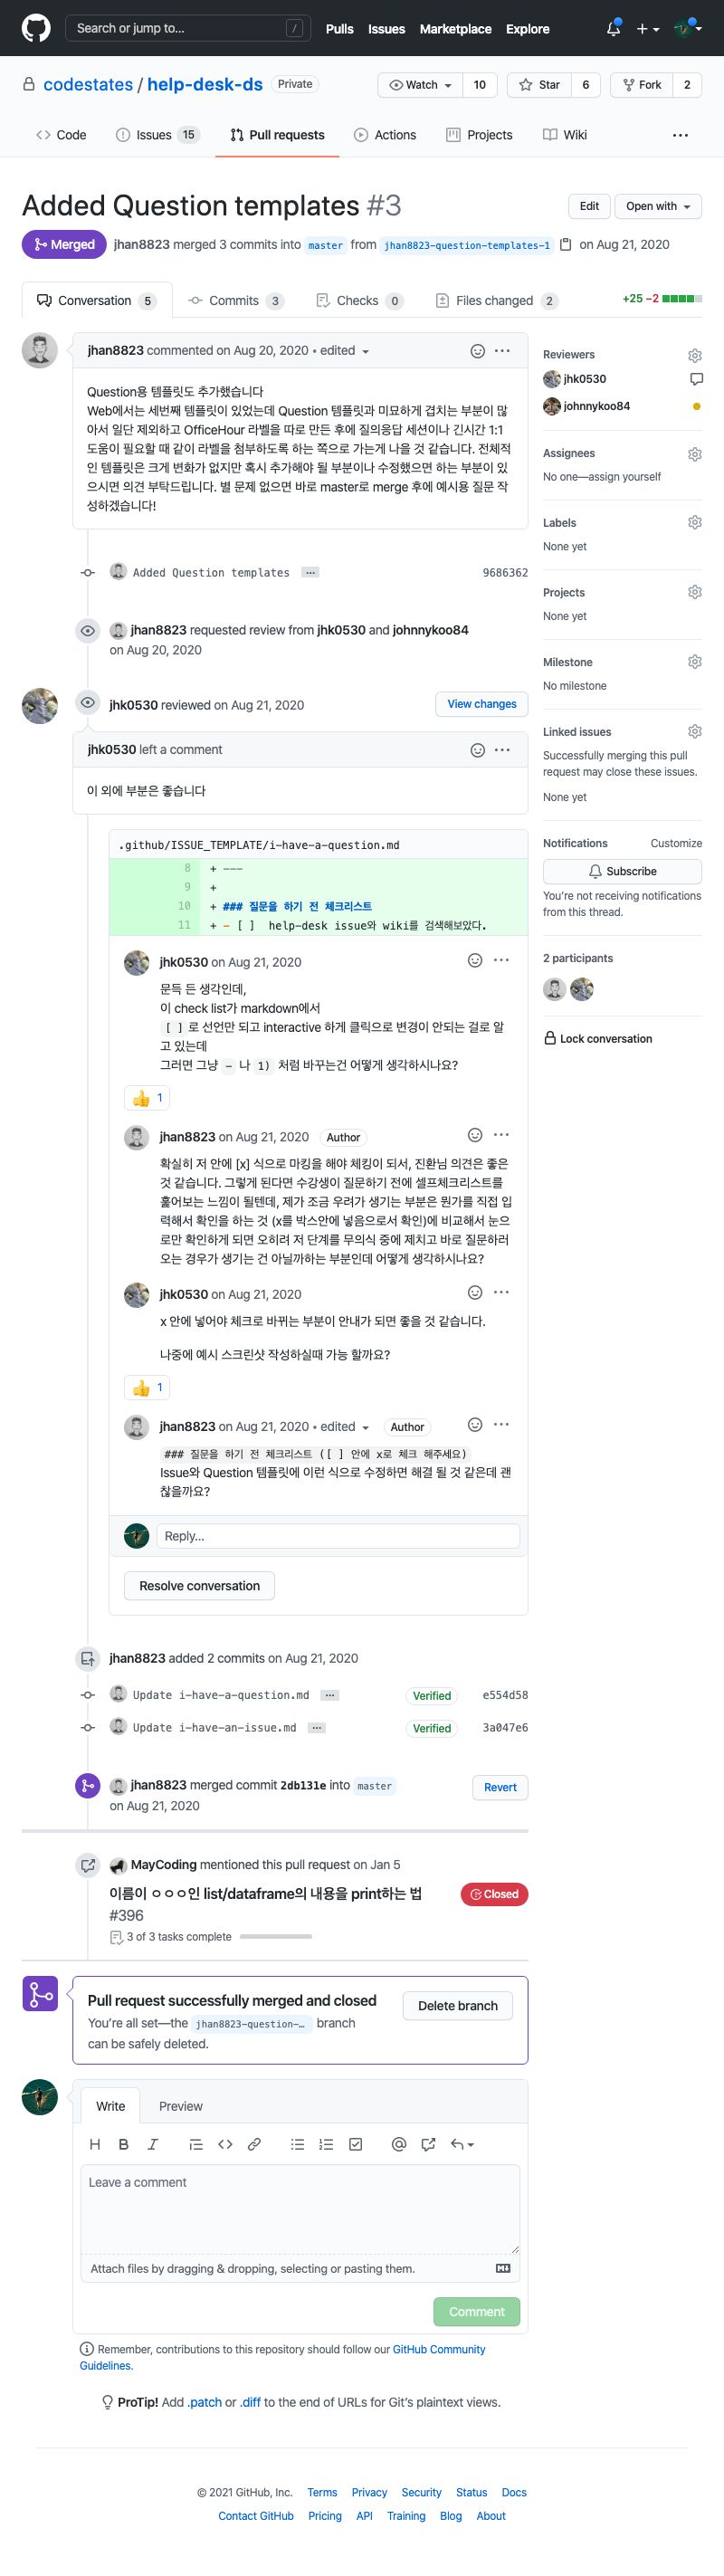 Search or jump to...
/
Pulls Issues Marketplace Explore
codestates / help-desk-ds Private
Watch 10 Star 6 Fork 2
Code Issues 15 Pull requests Actions Projects Wiki
Added Question templates #3
Edit Open with
Merged jhan8823 merged 3 commits into master from jhan8823-question-templates-1 on Aug 21, 2020
Conversation 5 Commits 3 Checks 0 Files changed 2
+25 −2
jhan8823 commented on Aug 20, 2020 • edited
Question용 템플릿도 추가했습니다
Web에서는 세번째 템플릿이 있었는데 Question 템플릿과 미묘하게 겹치는 부분이 많
아서 일단 제외하고 OfficeHour 라벨을 따로 만든 후에 질의응답 세션이나 긴시간 1:1
도움이 필요할 때 같이 라벨을 첨부하도록 하는 쪽으로 가는게 나을 것 같습니다. 전체적
인 템플릿은 크게 변화가 없지만 혹시 추가해야 될 부분이나 수정했으면 하는 부분이 있
으시면 의견 부탁드립니다. 별 문제 없으면 바로 master로 merge 후에 예시용 질문 작
성하겠습니다!
Added Question templates ... 9686362
jhan8823 requested review from jhk0530 and johnnykoo84
on Aug 20, 2020
jhk0530 reviewed on Aug 21, 2020
View changes
jhk0530 left a comment
이 외에 부분은 좋습니다
.github/ISSUE_TEMPLATE/i-have-a-question.md
8 + ---
9 +
10 + ### 질문을 하기 전 체크리스트
11 + - [ ] help-desk issue와 wiki를 검색해보았다.
jhk0530 on Aug 21, 2020
문득 든 생각인데,
이 check list가 markdown에서
[ ] 로 선언만 되고 interactive 하게 클릭으로 변경이 안되는 걸로 알
고 있는데
그러면 그냥 - 나 1) 처럼 바꾸는건 어떻게 생각하시나요?
👍 1
jhan8823 on Aug 21, 2020 Author
확실히 저 안에 [x] 식으로 마킹을 해야 체킹이 되서, 진환님 의견은 좋은
것 같습니다. 그렇게 된다면 수강생이 질문하기 전에 셀프체크리스트를
훑어보는 느낌이 될텐데, 제가 조금 우려가 생기는 부분은 뭔가를 직접 입
력해서 확인을 하는 것 (x를 박스안에 넣음으로서 확인)에 비교해서 눈으
로만 확인하게 되면 오히려 저 단계를 무의식 중에 제치고 바로 질문하러
오는 경우가 생기는 건 아닐까하는 부분인데 어떻게 생각하시나요?
jhk0530 on Aug 21, 2020
x 안에 넣어야 체크로 바뀌는 부분이 안내가 되면 좋을 것 같습니다.
나중에 예시 스크린샷 작성하실때 가능 할까요?
👍 1
jhan8823 on Aug 21, 2020 • edited Author
### 질문을 하기 전 체크리스트 ([ ] 안에 x로 체크 해주세요)
Issue와 Question 템플릿에 이런 식으로 수정하면 해결 될 것 같은데 괜
찮을까요?
Reply...
Resolve conversation
jhan8823 added 2 commits on Aug 21, 2020
Update i-have-a-question.md ... Verified e554d58
Update i-have-an-issue.md ... Verified 3a047e6
jhan8823 merged commit 2db131e into master
on Aug 21, 2020
Revert
MayCoding mentioned this pull request on Jan 5
이름이 ㅇㅇㅇ인 list/dataframe의 내용을 print하는 법
#396
Closed
3 of 3 tasks complete
Pull request successfully merged and closed
You're all set—the jhan8823-question-… branch
can be safely deleted.
Delete branch
Write Preview
Leave a comment
Attach files by dragging & dropping, selecting or pasting them.
Comment
Remember, contributions to this repository should follow our GitHub Community
Guidelines.
ProTip! Add .patch or .diff to the end of URLs for Git's plaintext views.
Reviewers
jhk0530
johnnykoo84
Assignees
No one—assign yourself
Labels
None yet
Projects
None yet
Milestone
No milestone
Linked issues
Successfully merging this pull
request may close these issues.
None yet
Notifications Customize
Subscribe
You're not receiving notifications
from this thread.
2 participants
Lock conversation
© 2021 GitHub, Inc. Terms Privacy Security Status Docs
Contact GitHub Pricing API Training Blog About